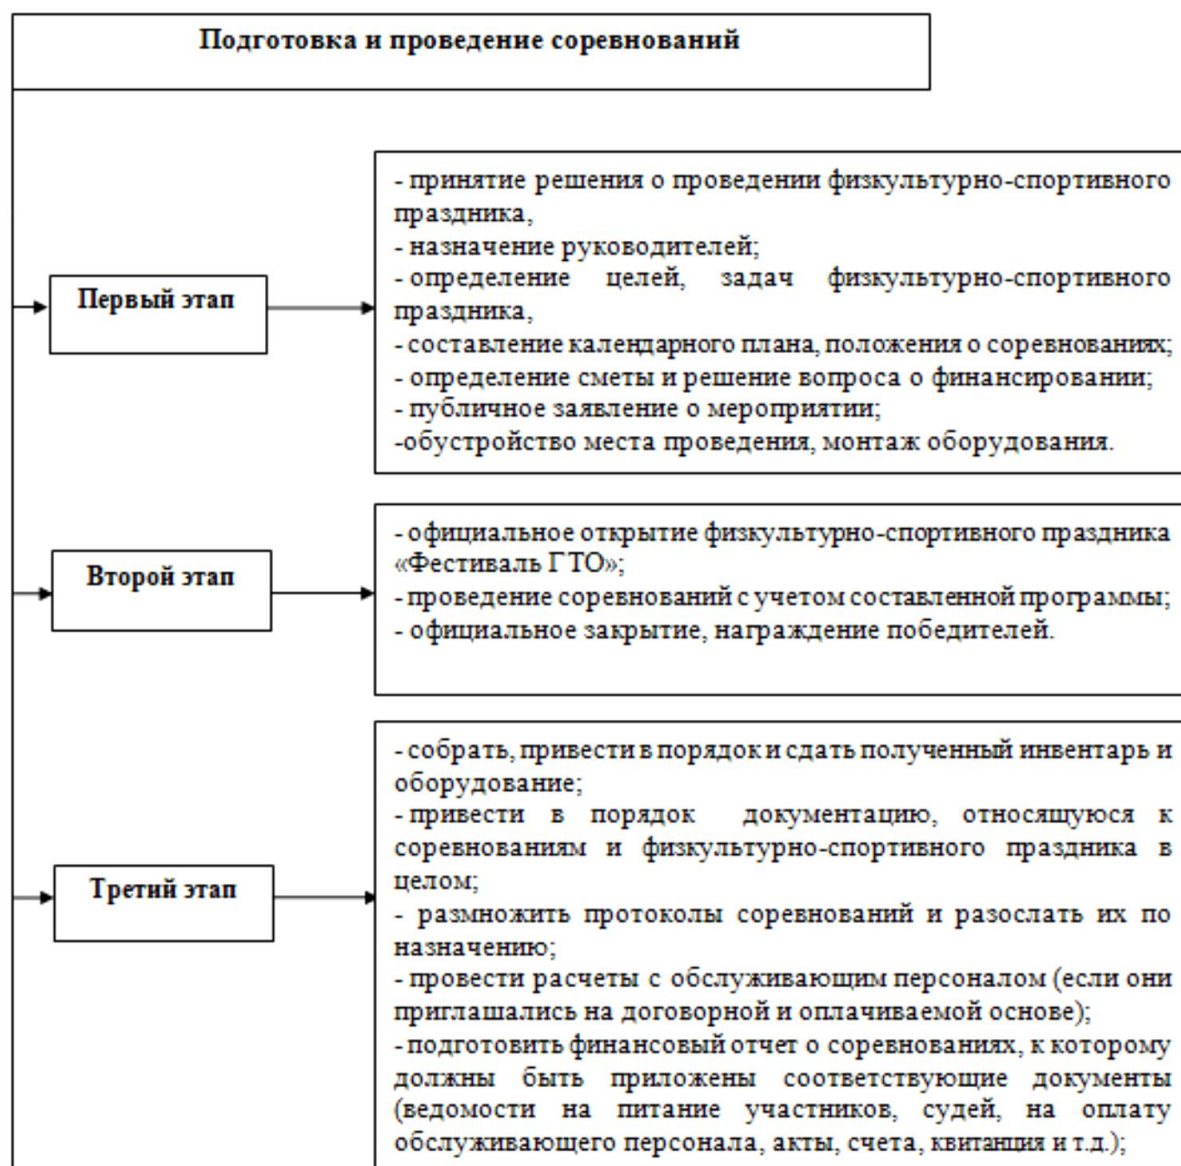 Подготовка и проведение соревнований
Первый этап
- принятие решения о проведении физкультурно-спортивного
праздника,
- назначение руководителей;
- определение целей, задач физкультурно-спортивного
праздника,
- составление календарного плана, положения о соревнованиях;
- определение сметы и решение вопроса о финансировании;
- публичное заявление о мероприятии;
-обустройство места проведения, монтаж оборудования.
Второй этап
- официальное открытие физкультурно-спортивного праздника
«Фестиваль ГТО»;
- проведение соревнований с учетом составленной программы;
- официальное закрытие, награждение победителей.
Третий этап
- собрать, привести в порядок и сдать полученный инвентарь и
оборудование;
- привести в порядок документацию, относящуюся к
соревнованиям и физкультурно-спортивного праздника в
целом;
- размножить протоколы соревнований и разослать их по
назначению;
- провести расчеты с обслуживающим персоналом (если они
приглашались на договорной и оплачиваемой основе);
- подготовить финансовый отчет о соревнованиях, к которому
должны быть приложены соответствующие документы
(ведомости на питание участников, судей, на оплату
обслуживающего персонала, акты, счета, квитанция и т.д.);